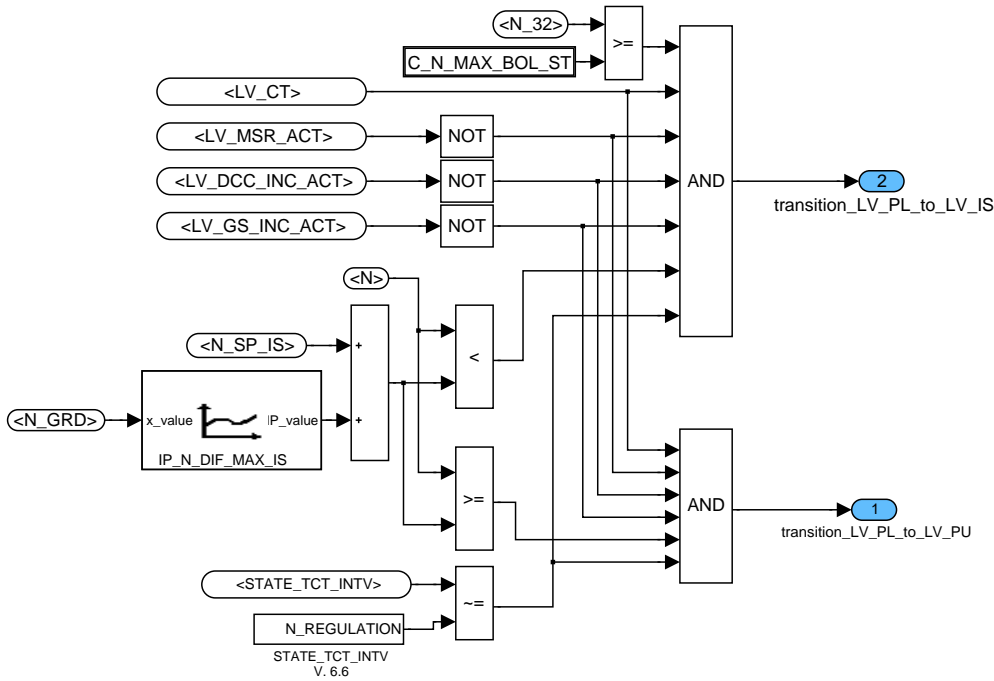 <N_32>
>=
C_N_MAX_BOL_ST
<LV_CT>
<LV_MSR_ACT>
NOT
<LV_DCC_INC_ACT>
NOT
AND
2
transition_LV_PL_to_LV_IS
<LV_GS_INC_ACT>
NOT
<N>
<N_SP_IS>
+
<
<N_GRD>
x_value
IP_value
+
IP_N_DIF_MAX_IS
>=
AND
1
transition_LV_PL_to_LV_PU
<STATE_TCT_INTV>
~=
N_REGULATION
STATE_TCT_INTV
V. 6.6